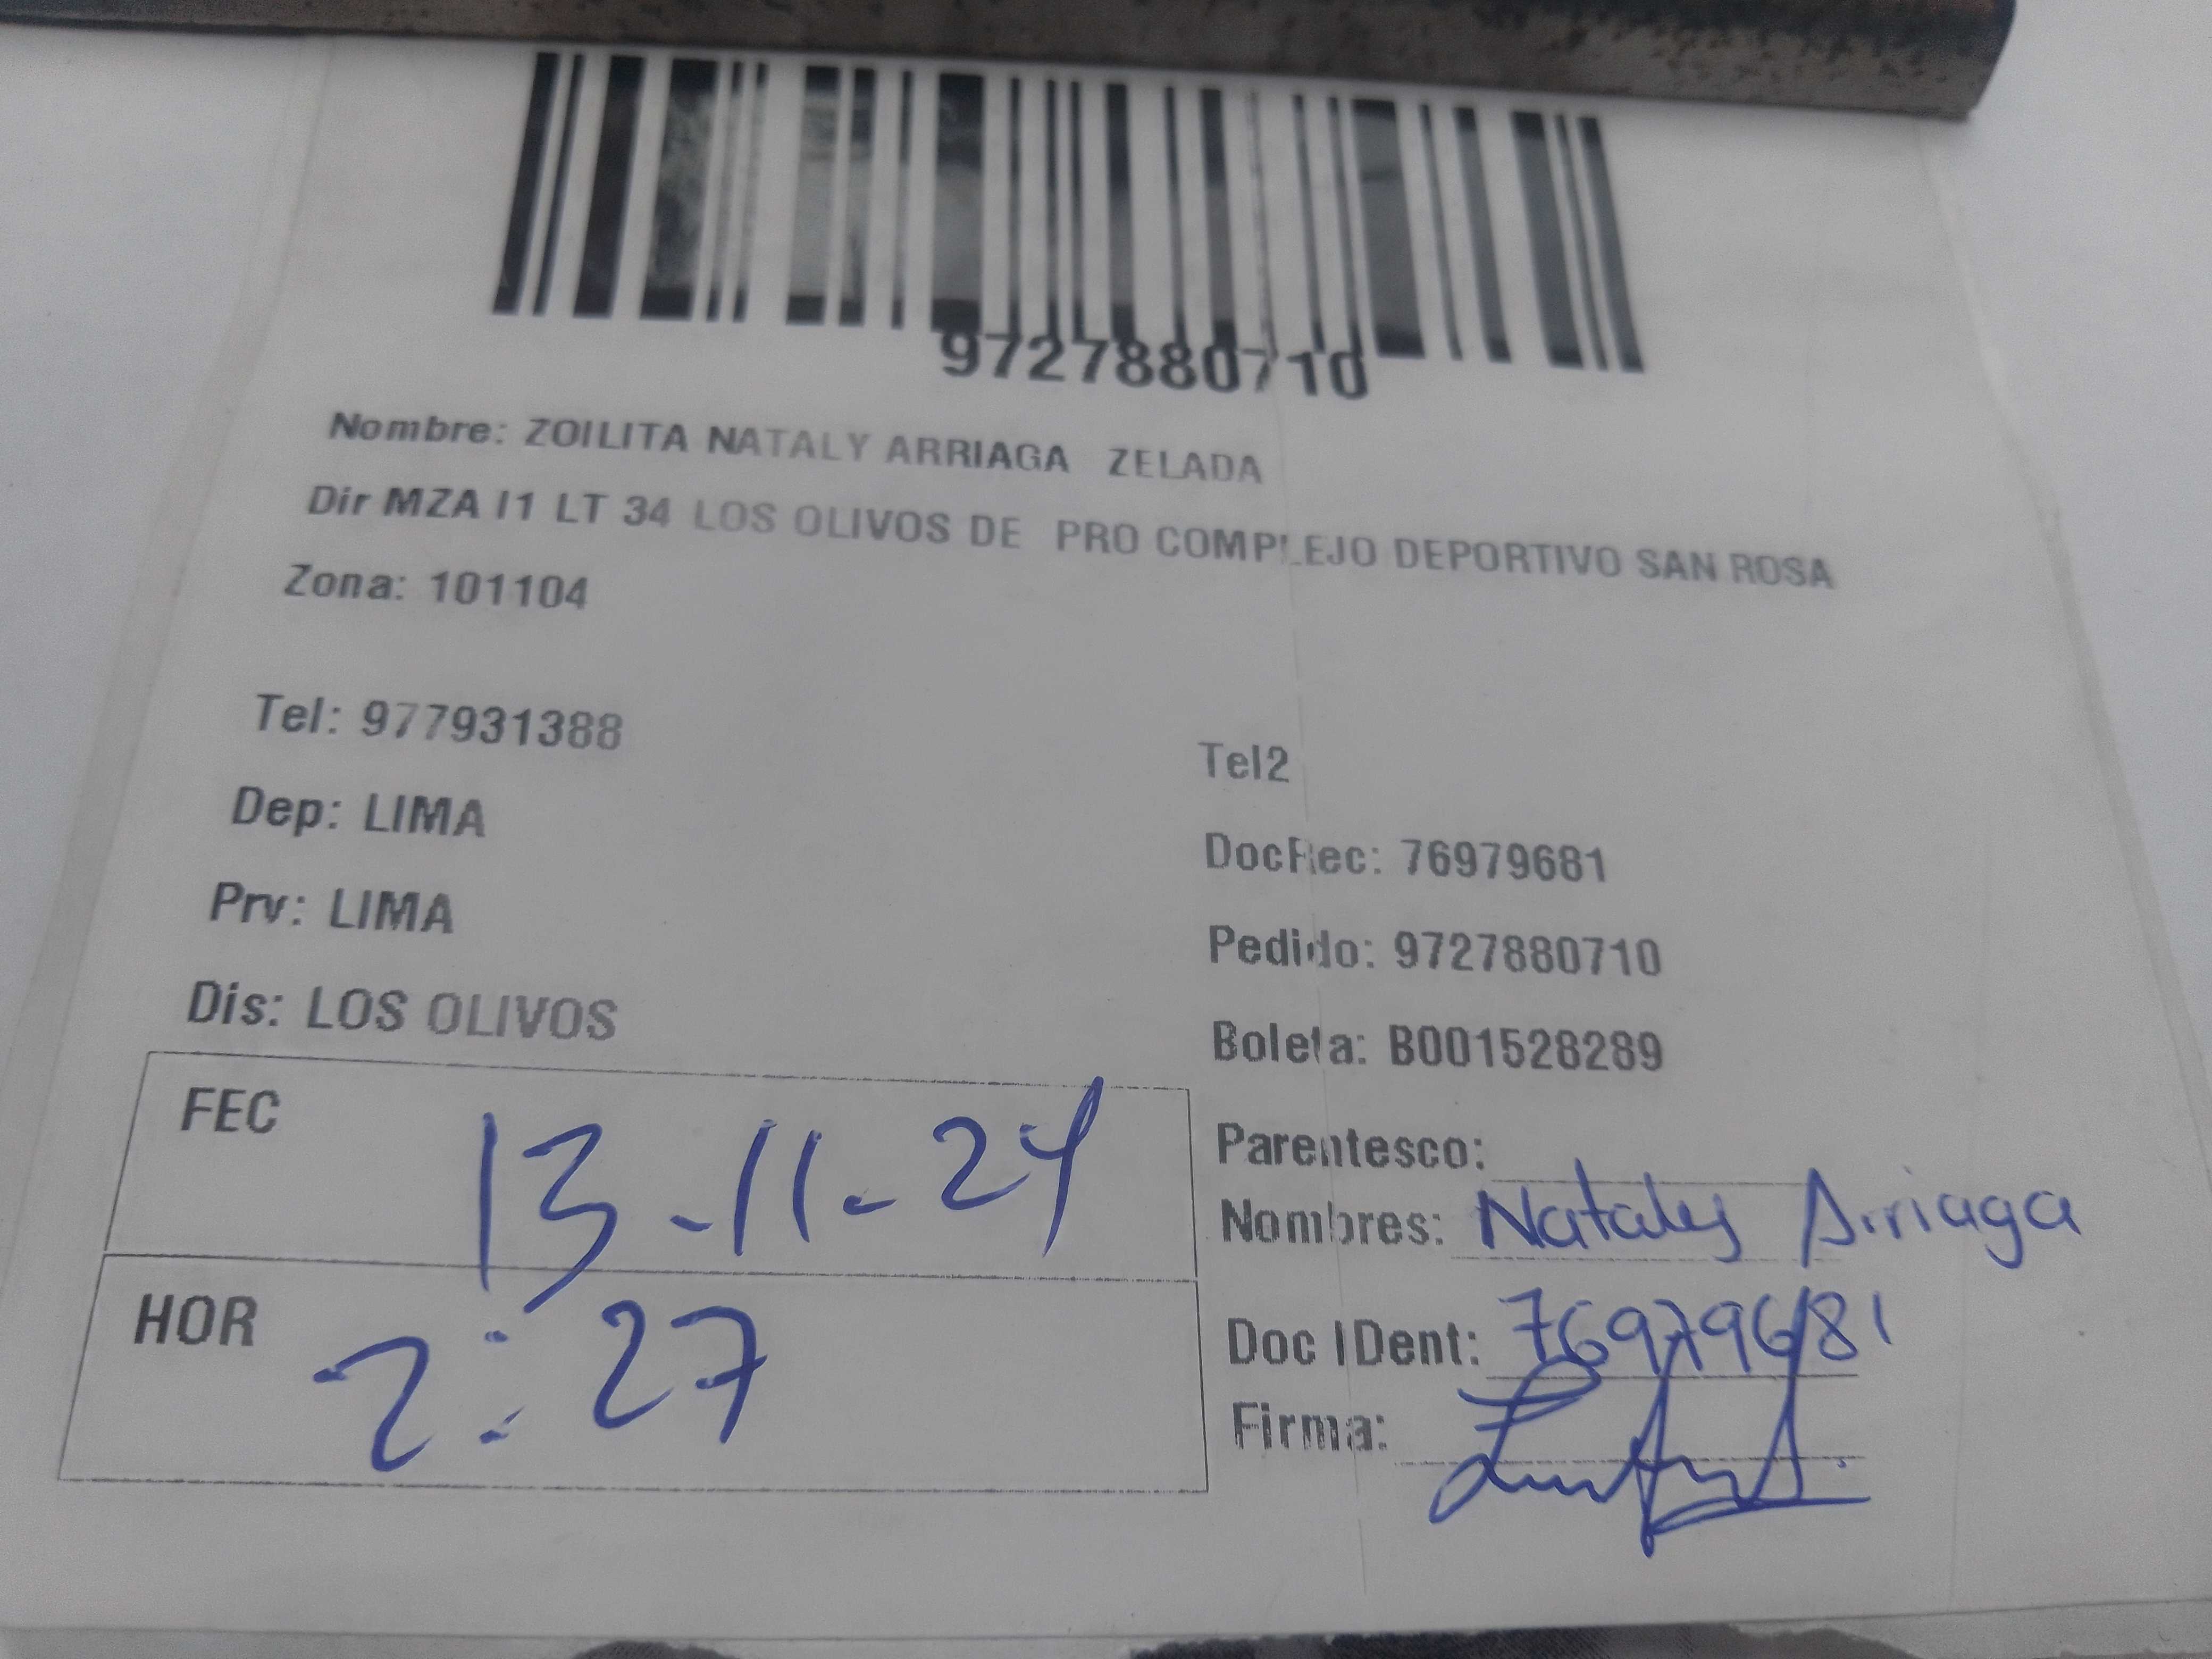 9727880710
Nombre: ZOILITA NATALY ARRIAGA ZELADA
Dir MZA I1 LT 34 LOS OLIVOS DE PRO COMPLEJO DEPORTIVO SAN ROSA
Zona: 101104
Tel: 977931388
Dep: LIMA
Prv: LIMA
Dis: LOS OLIVOS
Tel2
DocRec: 76979681
Pedido: 9727880710
Boleta: B001528289
FEC 13-11-24
HOR 2:27
Parentesco:
Nombres: Nataly Arriaga
Doc IDent: 76979681
Firma: